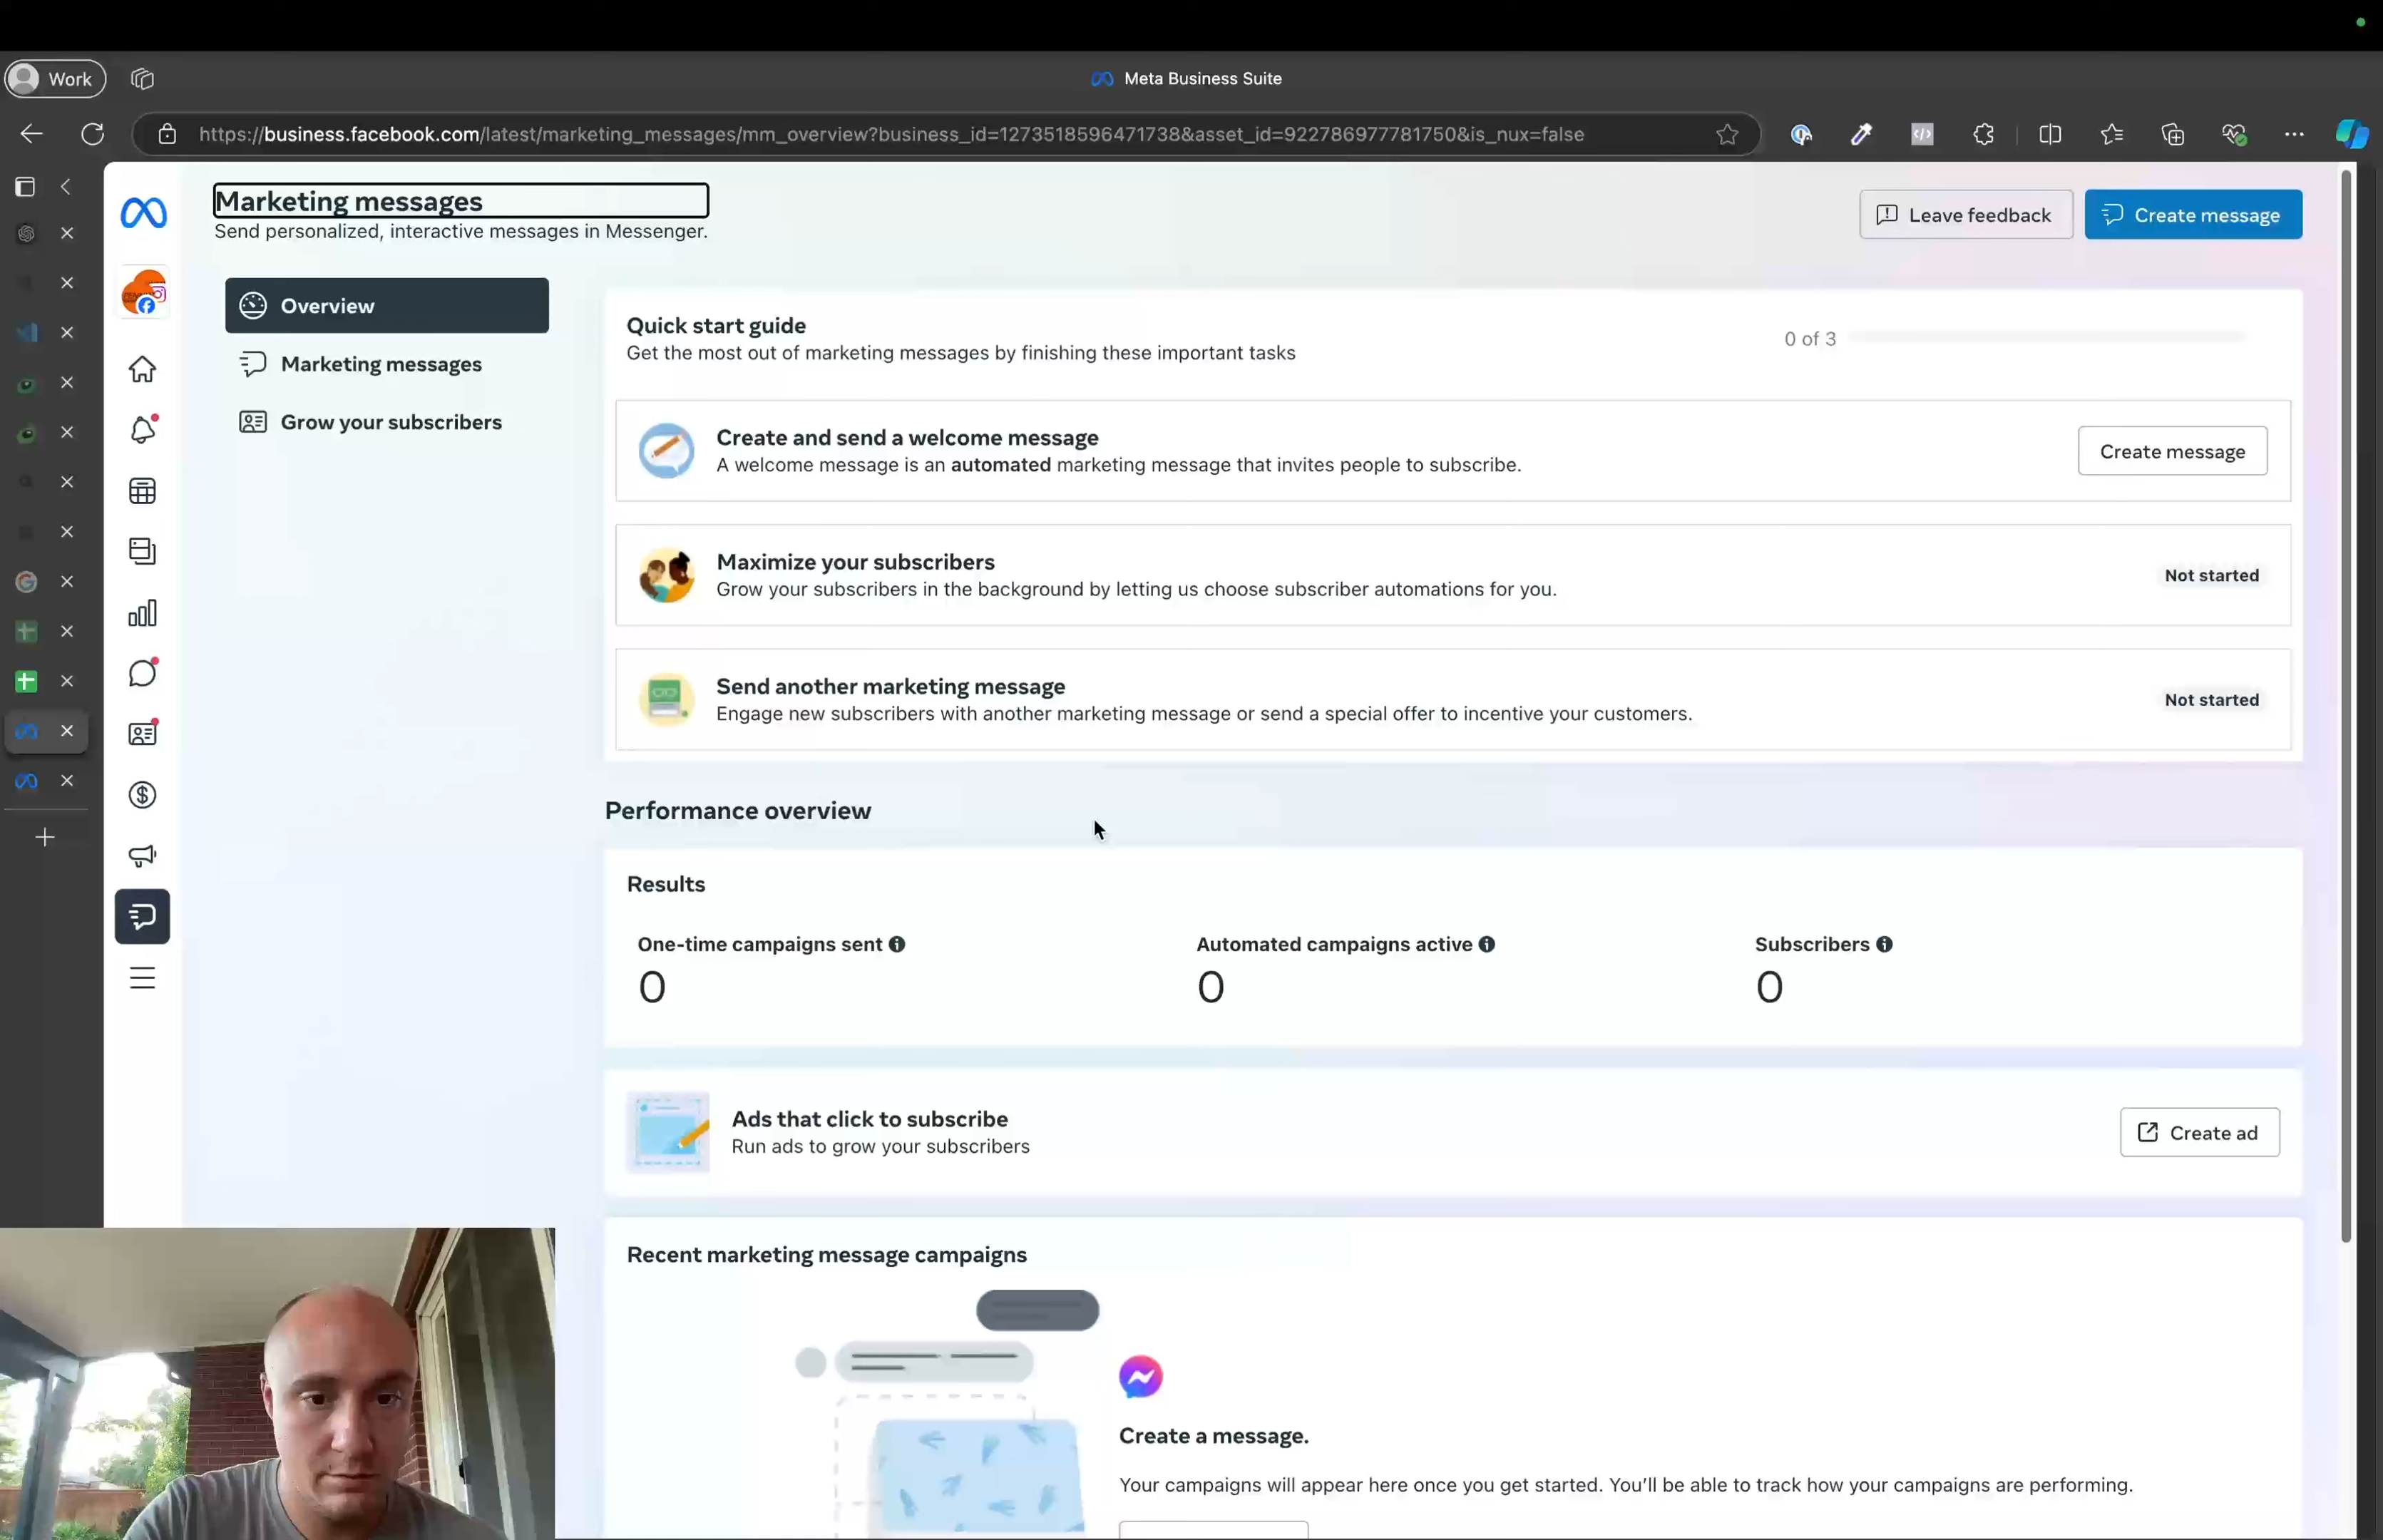 Work
Meta Business Suite
https://business.facebook.com/latest/marketing_messages/mm_overview?business_id=1273518596471738&asset_id=922786977781750&is_nux=false
Marketing messages
Send personalized, interactive messages in Messenger.
Leave feedback
Create message
Overview
Marketing messages
Grow your subscribers
Quick start guide
Get the most out of marketing messages by finishing these important tasks
0 of 3
Create and send a welcome message
A welcome message is an automated marketing message that invites people to subscribe.
Create message
Maximize your subscribers
Grow your subscribers in the background by letting us choose subscriber automations for you.
Not started
Send another marketing message
Engage new subscribers with another marketing message or send a special offer to incentive your customers.
Not started
Performance overview
Results
One-time campaigns sent
0
Automated campaigns active
0
Subscribers
0
Ads that click to subscribe
Run ads to grow your subscribers
Create ad
Recent marketing message campaigns
Create a message.
Your campaigns will appear here once you get started. You'll be able to track how your campaigns are performing.